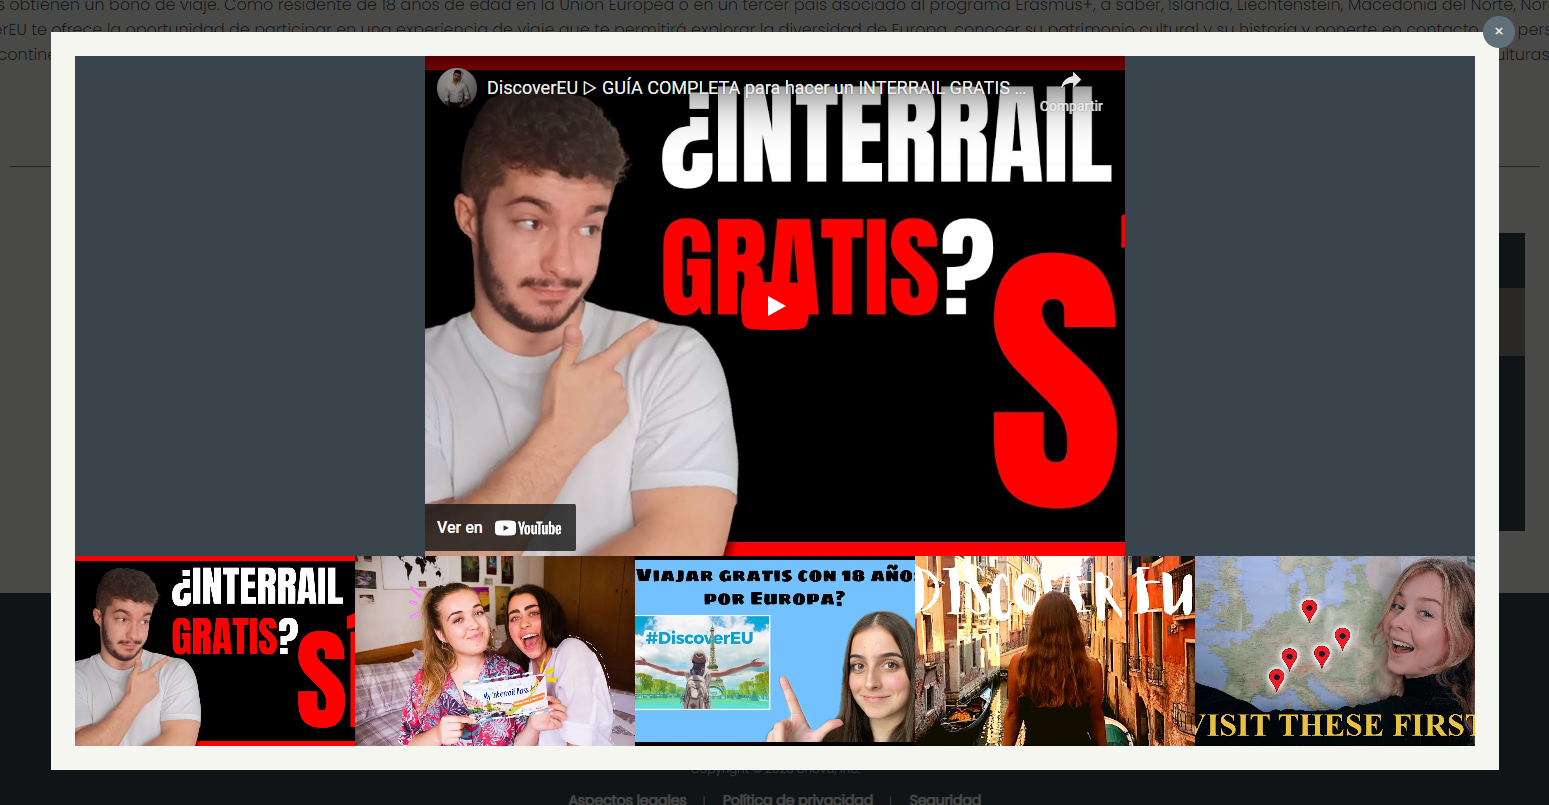 s obtienen un bono de viaje. Como residente de 18 años de edad en la Unión Europea o en un tercer país asociado al programa Erasmus+, a saber, Islandia, Liechtenstein, Macedonia del Norte, Nor
erEU te ofrece la oportunidad de participar en una experiencia de viaje que te permitirá explorar la diversidad de Europa, conocer su patrimonio cultural y su historia y ponerte en contacto pers
contine
ulturas
×
DiscoverEU ▷ GUÍA COMPLETA para hacer un INTERRAIL GRATIS ...
Compartir
¿INTERRAIL
GRATIS?
S
Ver en YouTube
¿INTERRAIL
GRATIS?
S
My Interrail Pass
VIAJAR GRATIS CON 18 AÑO
POR EUROPA?
#DiscoverEU
DISCOVER EU
VISIT THESE FIRST
Aspectos legales | Política de privacidad | Seguridad